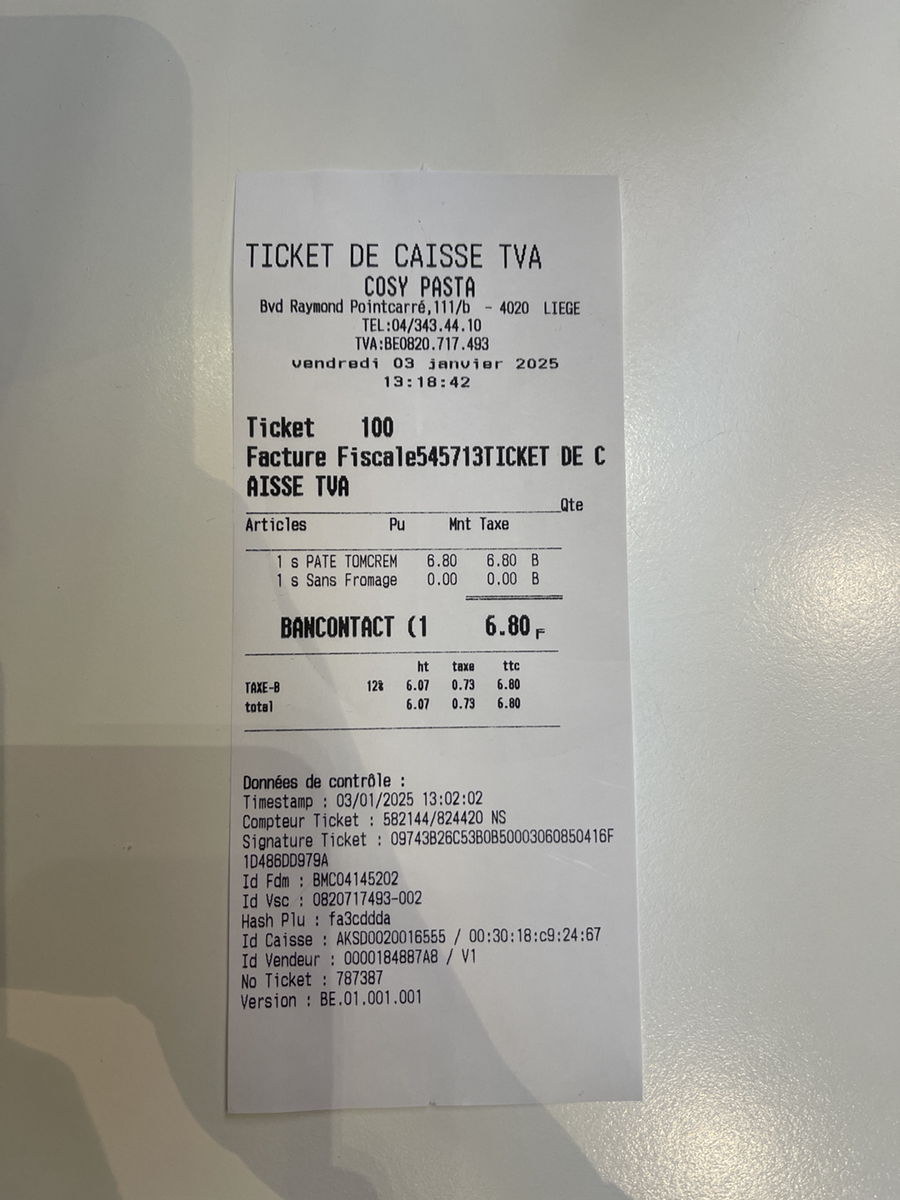 TICKET DE CAISSE TVA
COSY PASTA
Bvd Raymond Pointcarré,111/b - 4020 LIEGE
TEL:04/343.44.10
TVA:BE0820.717.493
vendredi 03 janvier 2025
13:18:42
Ticket 100
Facture Fiscale545713TICKET DE C
AISSE TVA
Qte
Articles Pu Mnt Taxe
1 s PATE TOMCREM 6.80 6.80 B
1 s Sans Fromage 0.00 0.00 B
BANCONTACT (1 6.80 F
ht taxe ttc
TAXE-B 12% 6.07 0.73 6.80
total 6.07 0.73 6.80
Données de contrôle :
Timestamp : 03/01/2025 13:02:02
Compteur Ticket : 582144/824420 NS
Signature Ticket : 09743B26C53B0B50003060850416F
1D486DD979A
Id Fdm : BMC04145202
Id Vsc : 0820717493-002
Hash Plu : fa3cddda
Id Caisse : AKSD0020016555 / 00:30:18:c9:24:67
Id Vendeur : 0000184887A8 / V1
No Ticket : 787387
Version : BE.01.001.001